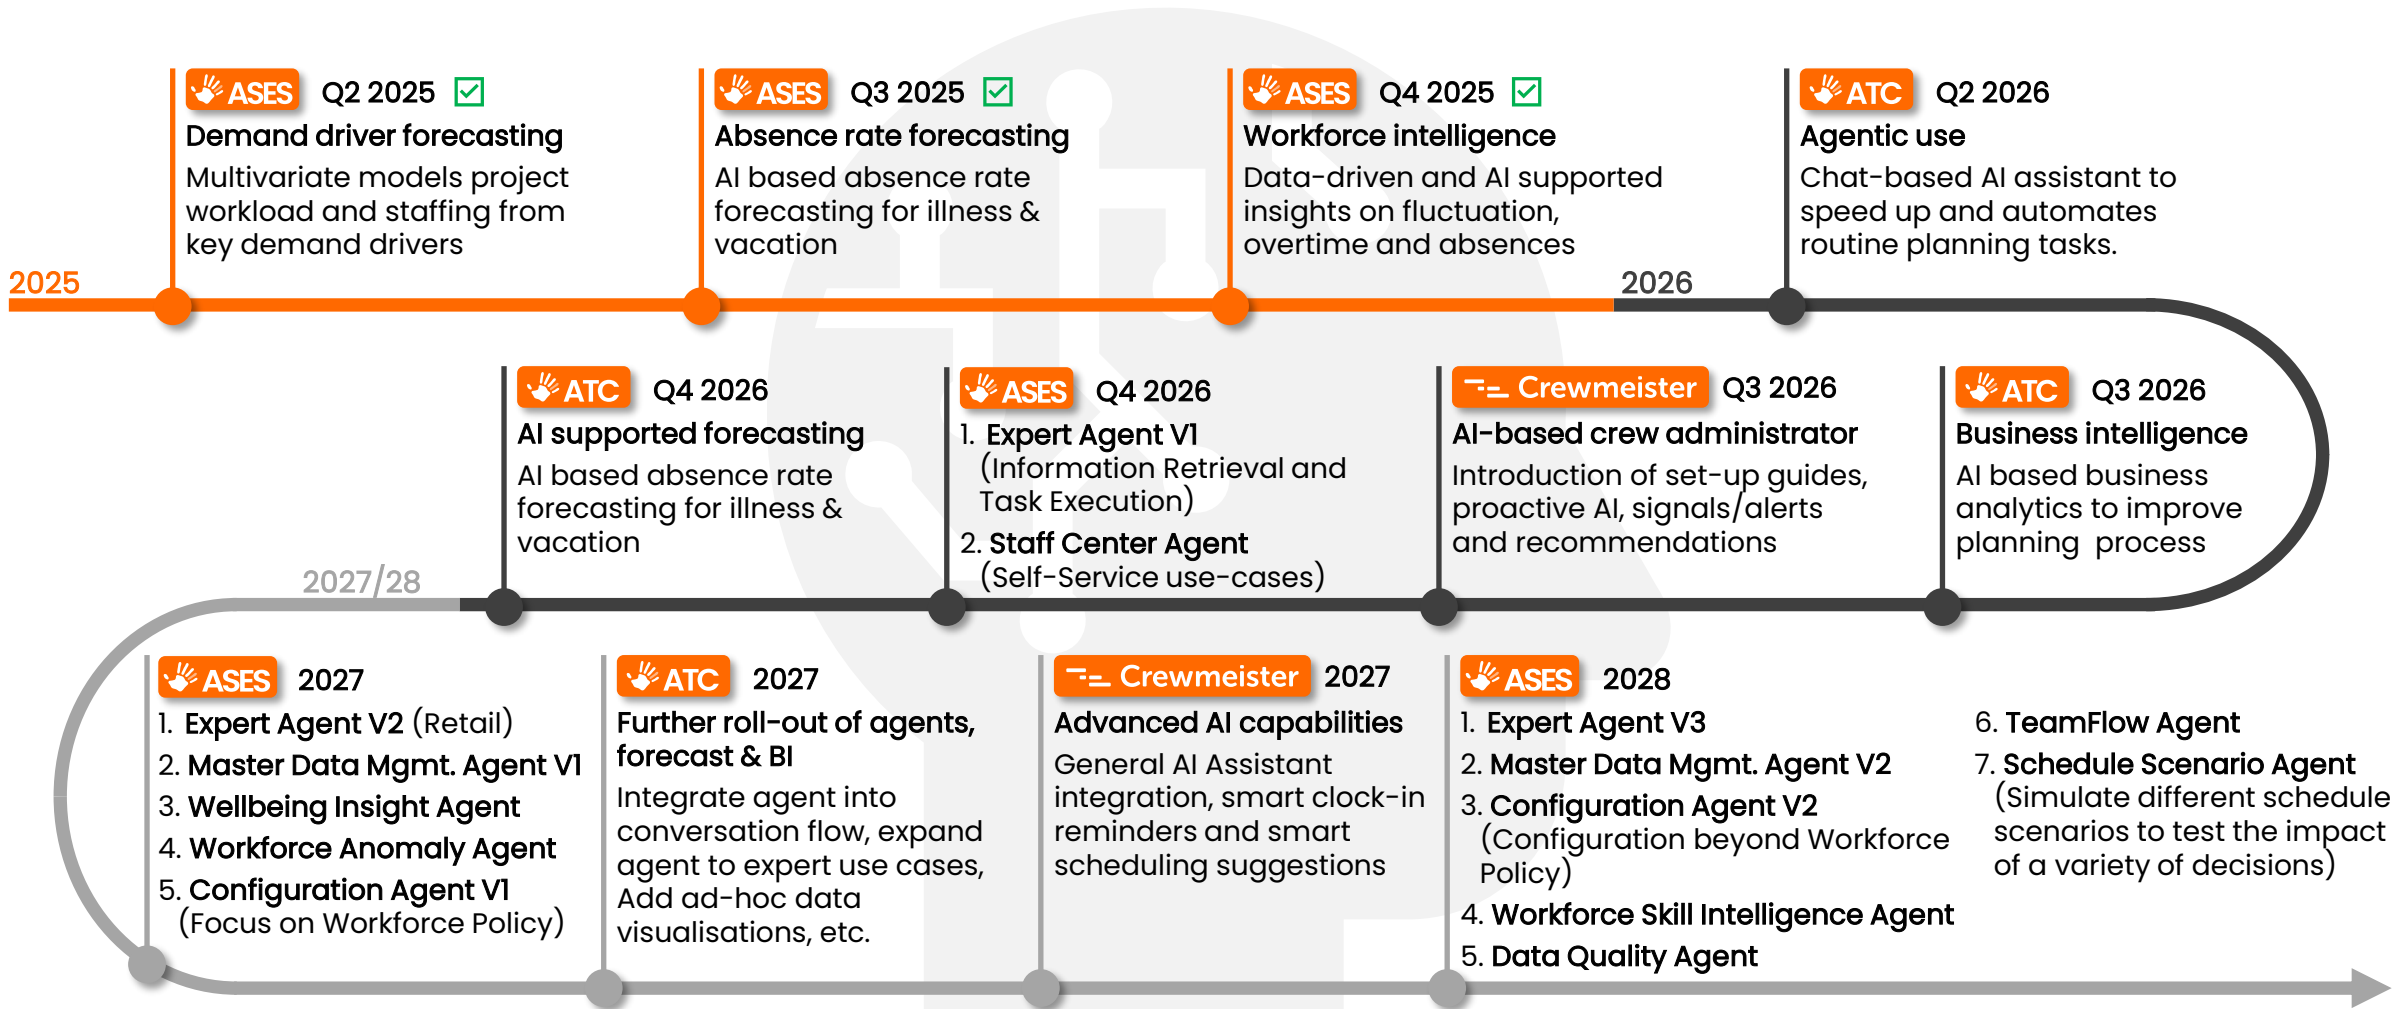 ASES Q2 2025
Demand driver forecasting
Multivariate models project
workload and staffing from
key demand drivers
ASES Q3 2025
Absence rate forecasting
AI based absence rate
forecasting for illness &
vacation
ASES Q4 2025
Workforce intelligence
Data-driven and AI supported
insights on fluctuation,
overtime and absences
ATC Q2 2026
Agentic use
Chat-based AI assistant to
speed up and automates
routine planning tasks.
2025
2026
ATC Q4 2026
AI supported forecasting
AI based absence rate
forecasting for illness &
vacation
ASES Q4 2026
1. Expert Agent V1
(Information Retrieval and
Task Execution)
2. Staff Center Agent
(Self-Service use-cases)
Crewmeister Q3 2026
AI-based crew administrator
Introduction of set-up guides,
proactive AI, signals/alerts
and recommendations
ATC Q3 2026
Business intelligence
AI based business
analytics to improve
planning process
2027/28
ASES 2027
1. Expert Agent V2 (Retail)
2. Master Data Mgmt. Agent V1
3. Wellbeing Insight Agent
4. Workforce Anomaly Agent
5. Configuration Agent V1
(Focus on Workforce Policy)
ATC 2027
Further roll-out of agents,
forecast & BI
Integrate agent into
conversation flow, expand
agent to expert use cases,
Add ad-hoc data
visualisations, etc.
Crewmeister 2027
Advanced AI capabilities
General AI Assistant
integration, smart clock-in
reminders and smart
scheduling suggestions
ASES 2028
1. Expert Agent V3
2. Master Data Mgmt. Agent V2
3. Configuration Agent V2
(Configuration beyond Workforce
Policy)
4. Workforce Skill Intelligence Agent
5. Data Quality Agent
6. TeamFlow Agent
7. Schedule Scenario Agent
(Simulate different schedule
scenarios to test the impact
of a variety of decisions)